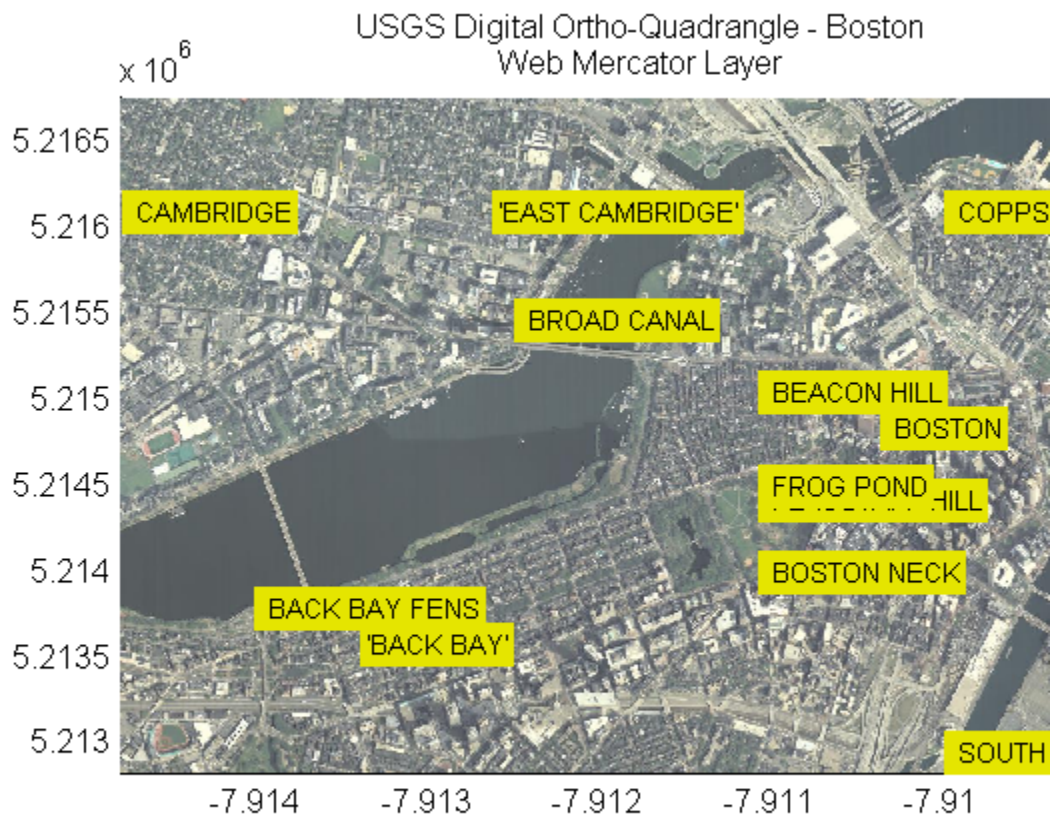 USGS Digital Ortho-Quadrangle - Boston
Web Mercator Layer
x 10^6
5.2165
CAMBRIDGE 'EAST CAMBRIDGE' COPPS
5.216
5.2155
BROAD CANAL
5.215
BEACON HILL
BOSTON
5.2145
FROG POND HILL
5.214
BOSTON NECK
BACK BAY FENS
'BACK BAY'
5.2135
5.213
SOUTH
-7.914 -7.913 -7.912 -7.911 -7.91